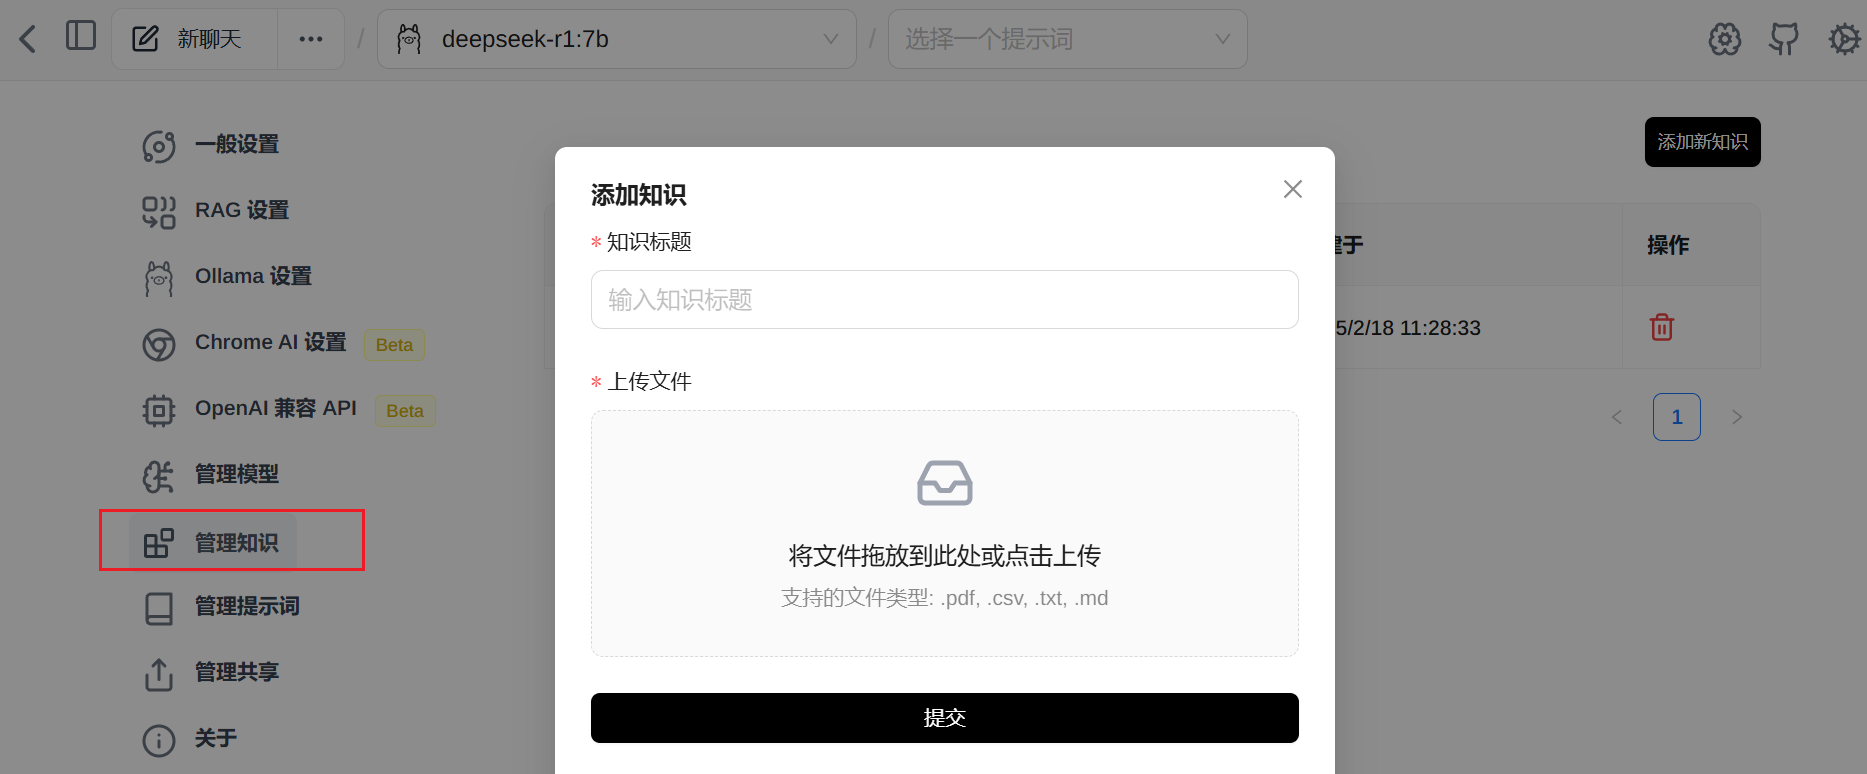 新聊天 ··· / deepseek-r1:7b / 选择一个提示词
一般设置
添加新知识
RAG 设置
Ollama 设置
Chrome AI 设置 Beta
OpenAI 兼容 API Beta
管理模型
管理知识
管理提示词
管理共享
关于
添加知识
* 知识标题
输入知识标题
* 上传文件
将文件拖放到此处或点击上传
支持的文件类型: .pdf, .csv, .txt, .md
提交
于 操作
5/2/18 11:28:33
1